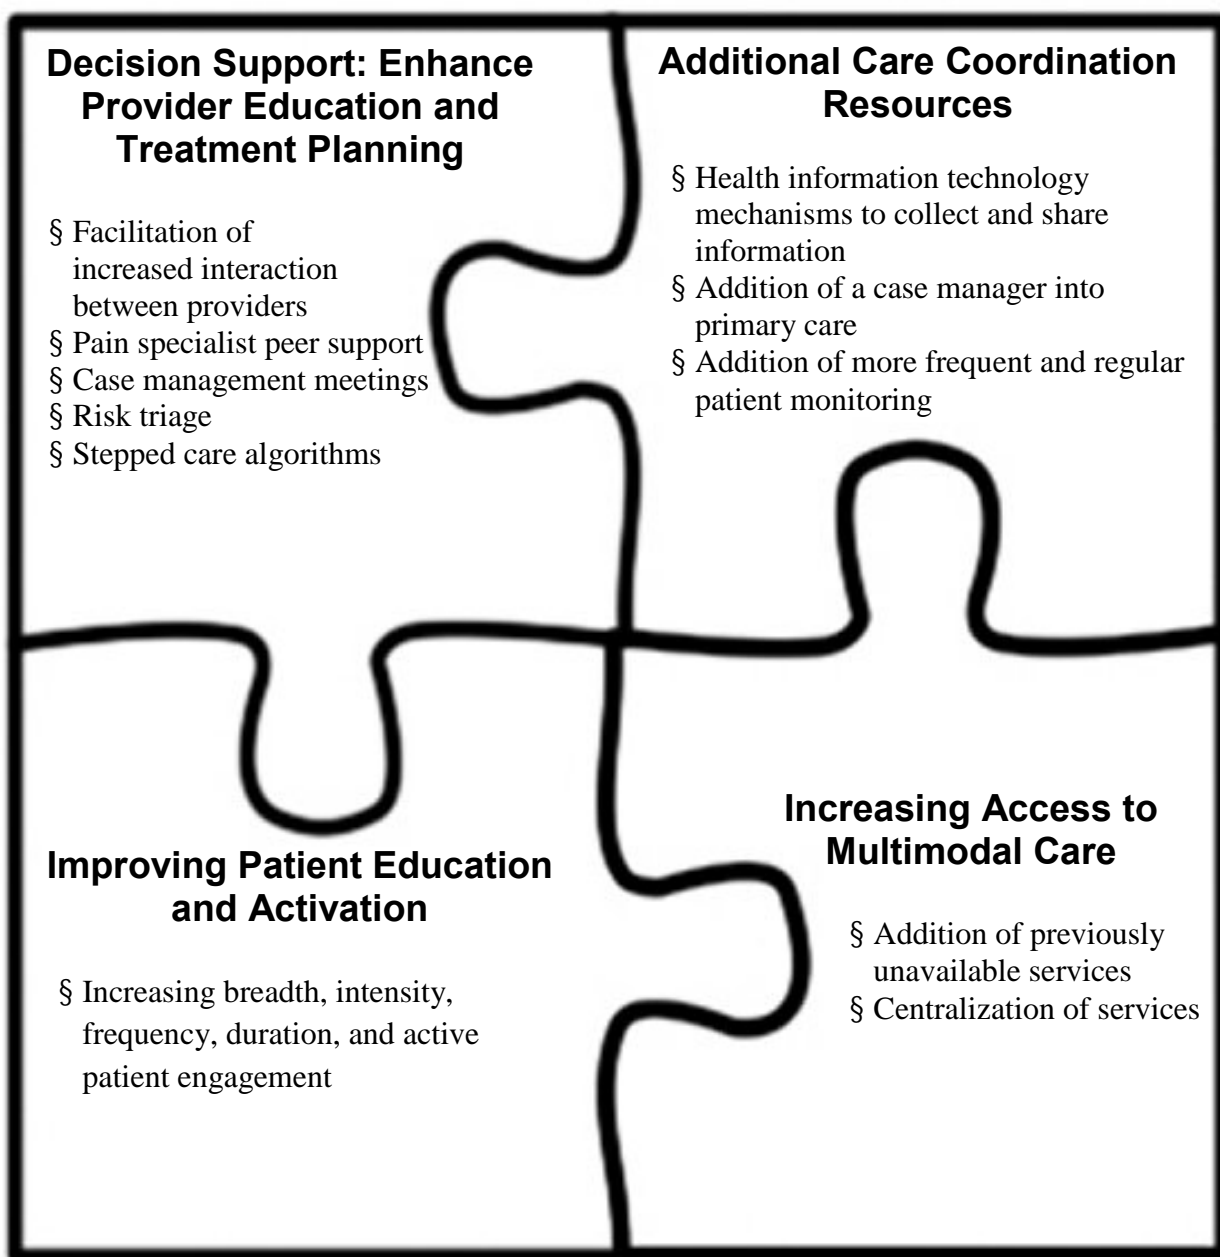 Decision Support: Enhance
Provider Education and
Treatment Planning
§ Facilitation of
increased interaction
between providers
§ Pain specialist peer support
§ Case management meetings
§ Risk triage
§ Stepped care algorithms
Additional Care Coordination
Resources
§ Health information technology
mechanisms to collect and share
information
§ Addition of a case manager into
primary care
§ Addition of more frequent and regular
patient monitoring
Improving Patient Education
and Activation
§ Increasing breadth, intensity,
frequency, duration, and active
patient engagement
Increasing Access to
Multimodal Care
§ Addition of previously
unavailable services
§ Centralization of services